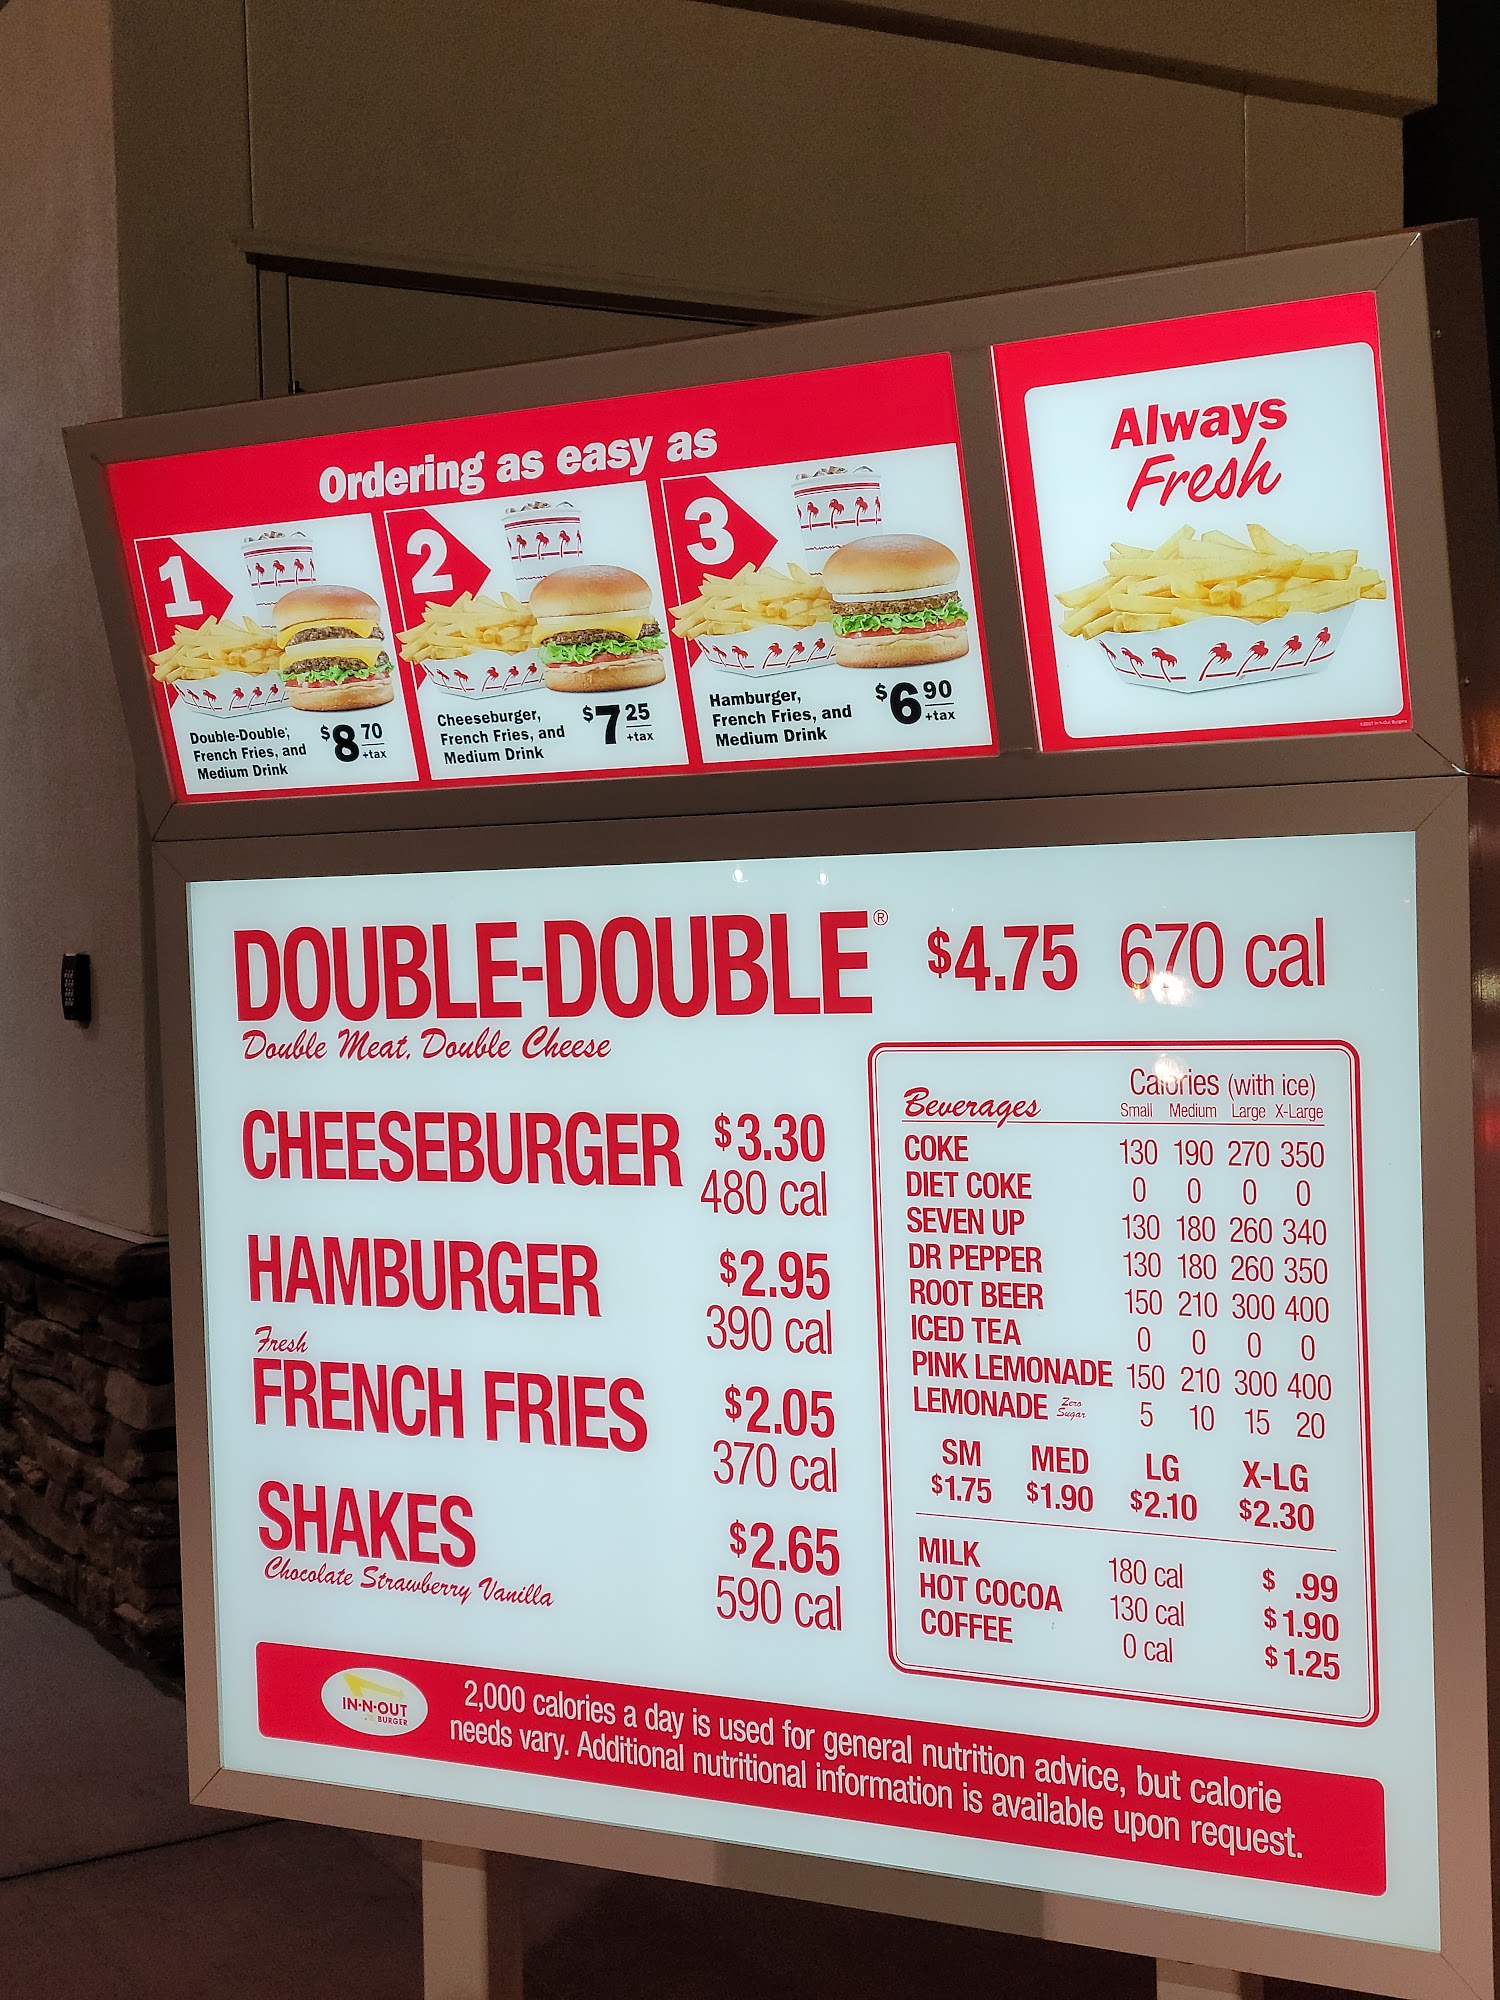 Ordering as easy as
1
Double-Double,
French Fries, and
Medium Drink
$8 70
+tax
2
Cheeseburger,
French Fries, and
Medium Drink
$7 25
+tax
3
Hamburger,
French Fries, and
Medium Drink
$6 90
+tax
Always
Fresh
DOUBLE-DOUBLE® $4.75 670 cal
Double Meat, Double Cheese
CHEESEBURGER $3.30
480 cal
HAMBURGER $2.95
390 cal
Fresh
FRENCH FRIES $2.05
370 cal
SHAKES $2.65
Chocolate Strawberry Vanilla 590 cal
Calories (with ice)
Beverages Small Medium Large X-Large
COKE 130 190 270 350
DIET COKE 0 0 0 0
SEVEN UP 130 180 260 340
DR PEPPER 130 180 260 350
ROOT BEER 150 210 300 400
ICED TEA 0 0 0 0
PINK LEMONADE 150 210 300 400
LEMONADE Zero Sugar 5 10 15 20
SM MED LG X-LG
$1.75 $1.90 $2.10 $2.30
MILK 180 cal $ .99
HOT COCOA 130 cal $1.90
COFFEE 0 cal $1.25
IN-N-OUT
BURGER
2,000 calories a day is used for general nutrition advice, but calorie
needs vary. Additional nutritional information is available upon request.